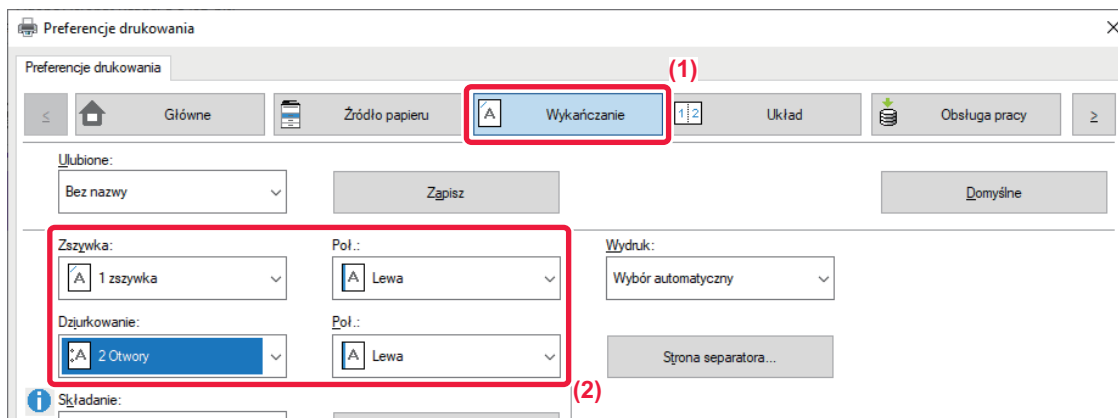 Preferencje drukowania
Preferencje drukowania
(1)
≤ Główne Źródło papieru Wykańczanie Układ Obsługa pracy ≥
Ulubione:
Bez nazwy Zapisz Domyślne
Zszywka: Poł.: Wydruk:
1 zszywka Lewa Wybór automatyczny
Dziurkowanie: Poł.:
2 Otwory Lewa Strona separatora...
(2)
Składanie: